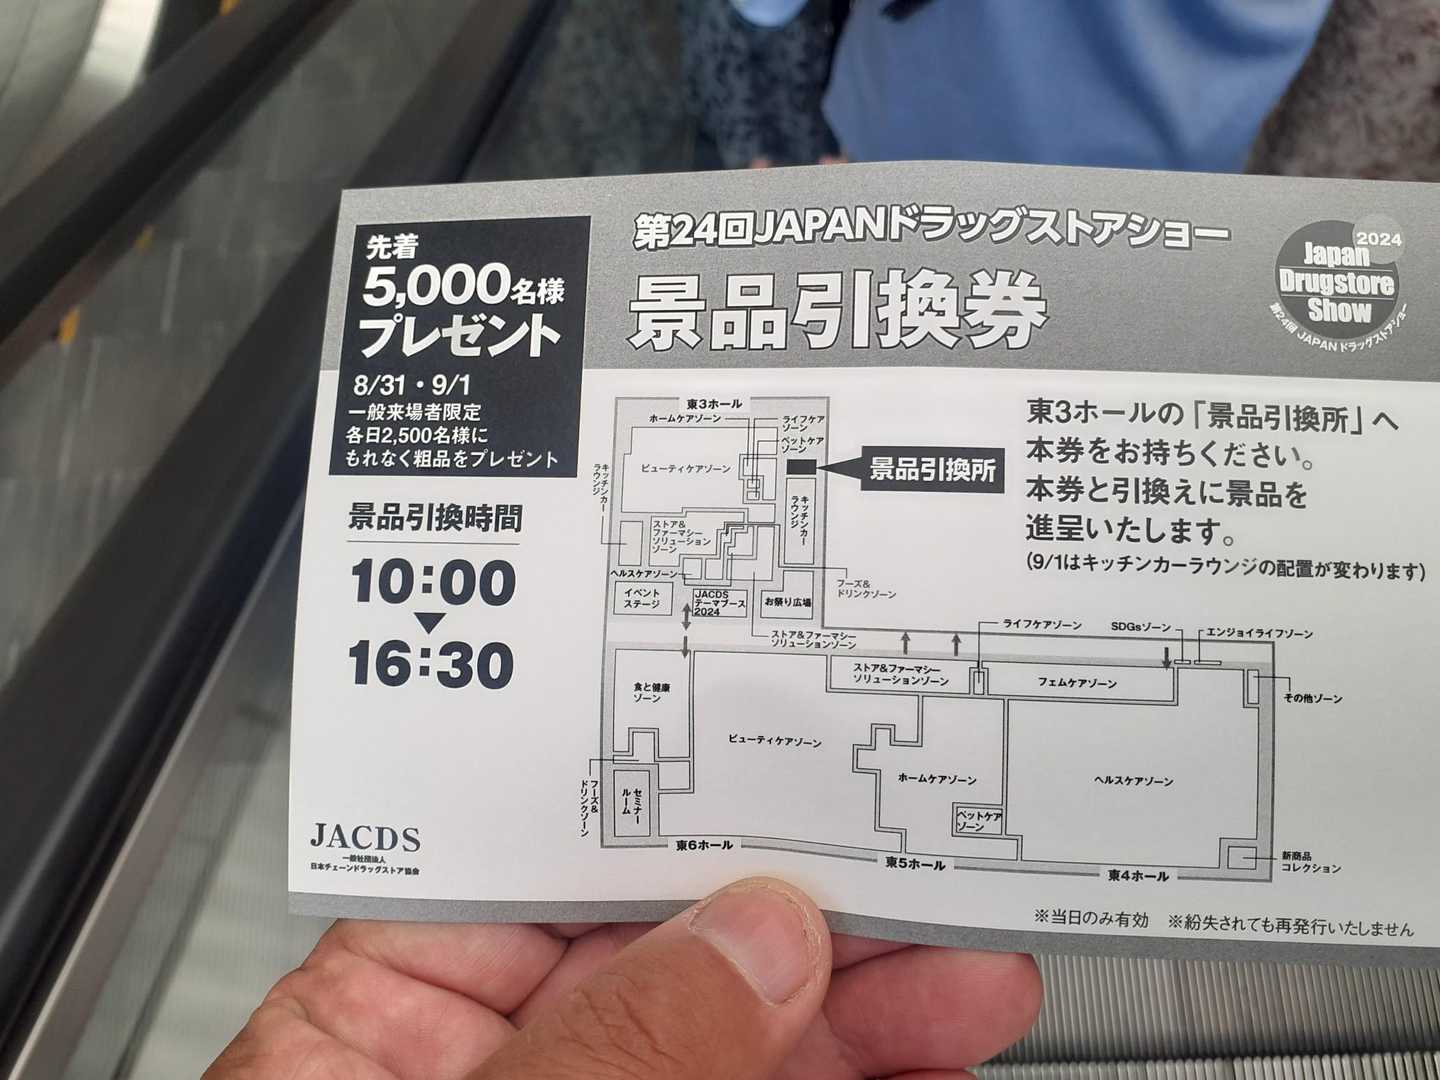 先着
5,000名様
プレゼント
8/31・9/1
一般来場者限定
各日2,500名様に
もれなく粗品をプレゼント
景品引換時間
10:00
16:30
JACDS
一般社団法人
日本チェーンドラッグストア協会
第24回JAPANドラッグストアショー
景品引換券
2024
Japan
Drugstore
Show
第24回 JAPANドラッグストアショー
東3ホールの「景品引換所」へ
本券をお持ちください。
本券と引換えに景品を
進呈いたします。
(9/1はキッチンカーラウンジの配置が変わります)
東3ホール
ホームケアゾーン
ライフケア
ゾーン
ペットケア
ゾーン
ビューティケアゾーン
景品引換所
キッチンカー
ラウンジ
キッチンカー
ラウンジ
ストア&
ファーマシー
ソリューション
ゾーン
ヘルスケアゾーン
フーズ&
ドリンクゾーン
イベント
ステージ
JACDS
テーマブース
2024
お祭り広場
ストア&ファーマシー
ソリューションゾーン
ライフケアゾーン
SDGsゾーン
エンジョイライフゾーン
食と健康
ゾーン
ストア&ファーマシー
ソリューションゾーン
フェムケアゾーン
その他ゾーン
ビューティケアゾーン
ホームケアゾーン
ヘルスケアゾーン
フーズ&
ドリンクゾーン
セミナー
ルーム
ペットケア
ゾーン
東6ホール
東5ホール
東4ホール
新商品
コレクション
※当日のみ有効 ※紛失されても再発行いたしません